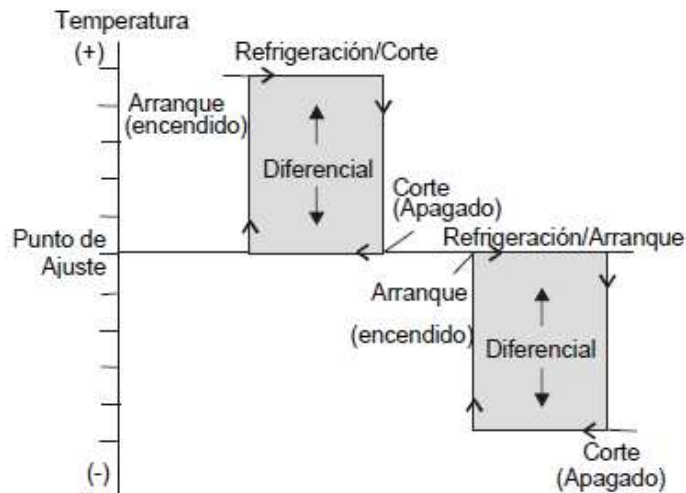 Temperatura
(+)
Refrigeración/Corte
Arranque
(encendido)
Diferencial
Corte
(Apagado)
Punto de
Ajuste
Refrigeración/Arranque
Arranque
(encendido)
Diferencial
Corte
(Apagado)
(-)